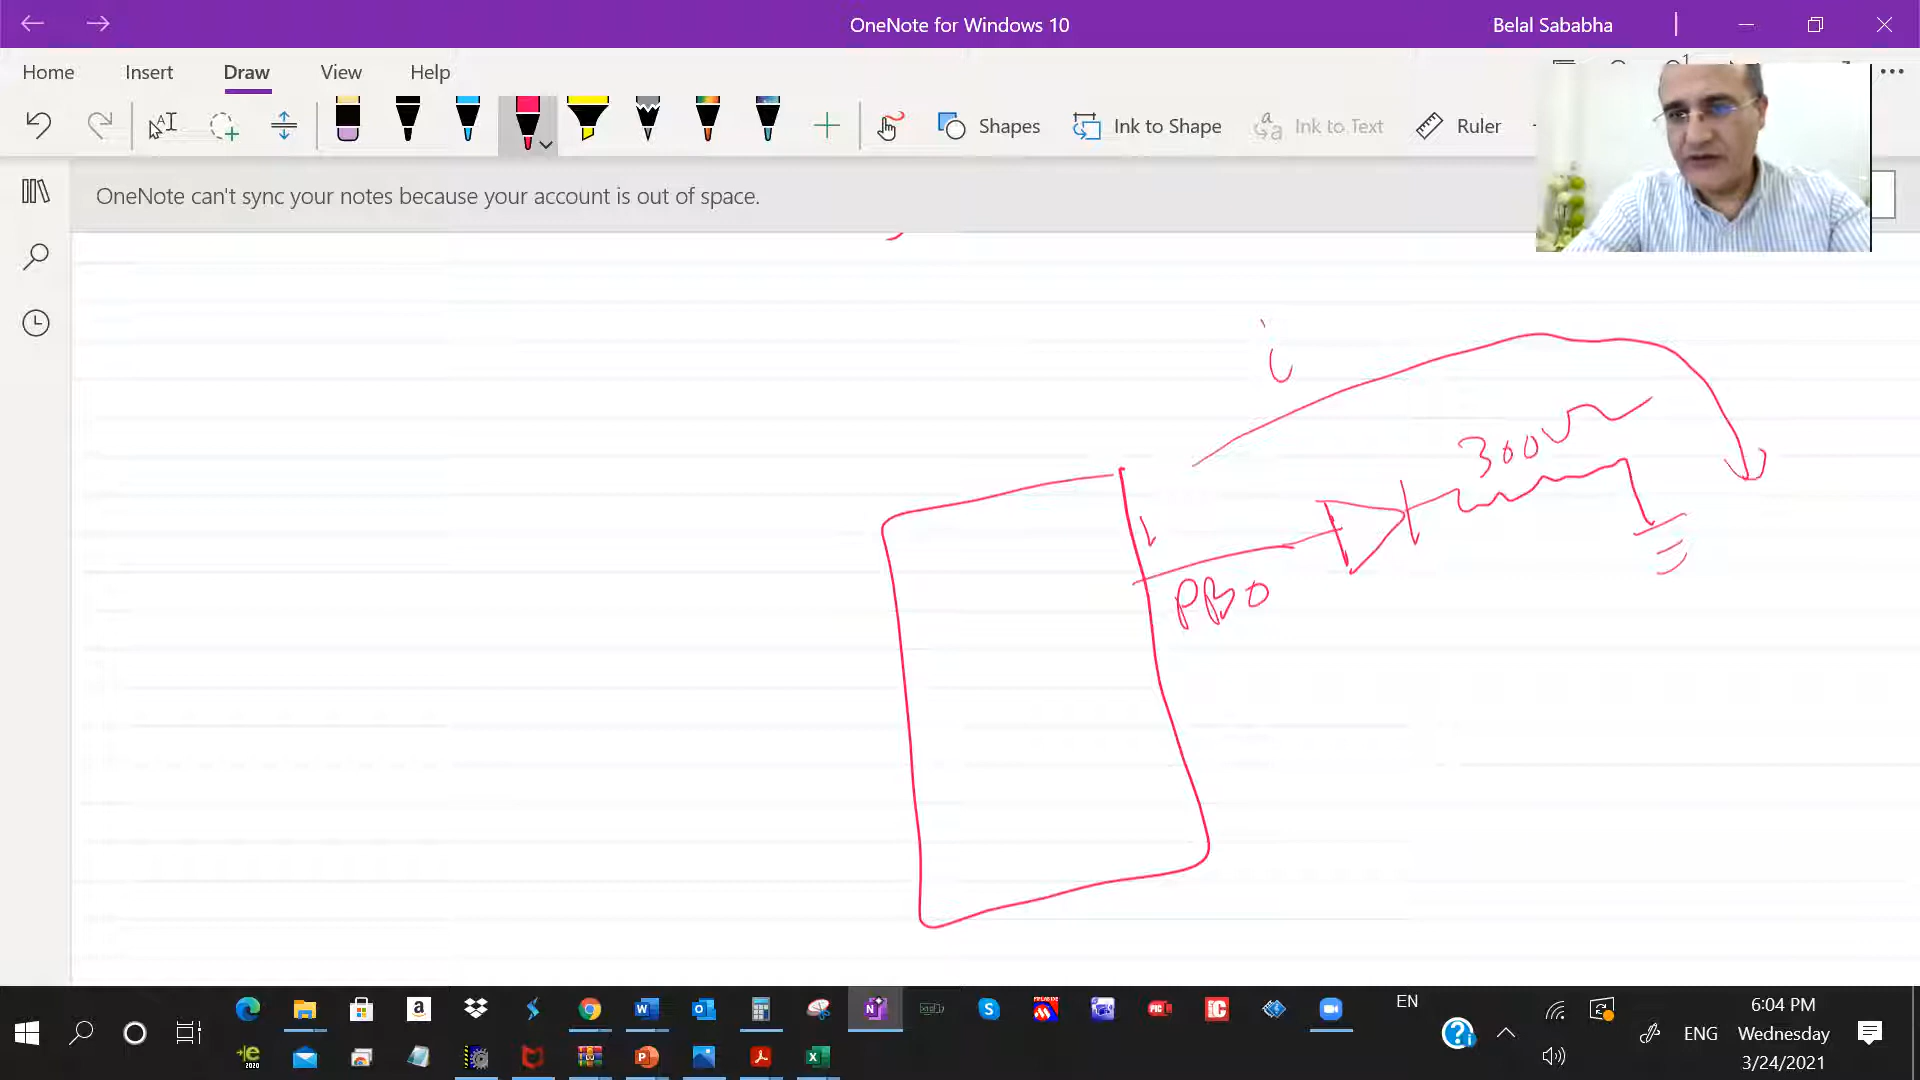 OneNote for Windows 10
Belal Sababha
Home Insert Draw View Help
Shapes Ink to Shape Ink to Text Ruler
OneNote can't sync your notes because your account is out of space.
i
300
1
PB0
EN
6:04 PM
ENG Wednesday
3/24/2021